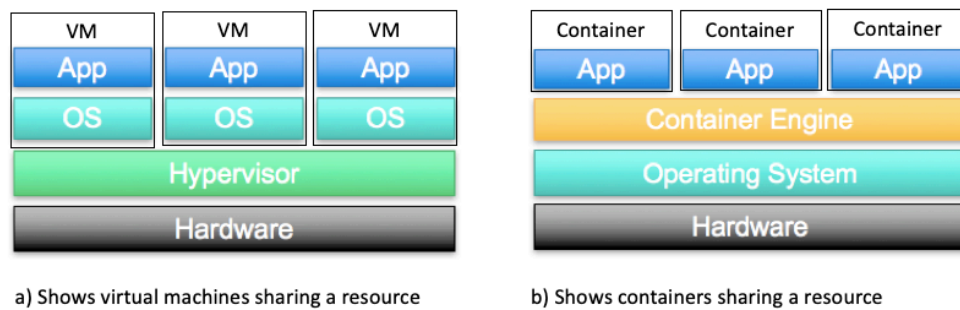 VM VM VM
App App App
OS OS OS
Hypervisor
Hardware
a) Shows virtual machines sharing a resource
Container Container Container
App App App
Container Engine
Operating System
Hardware
b) Shows containers sharing a resource